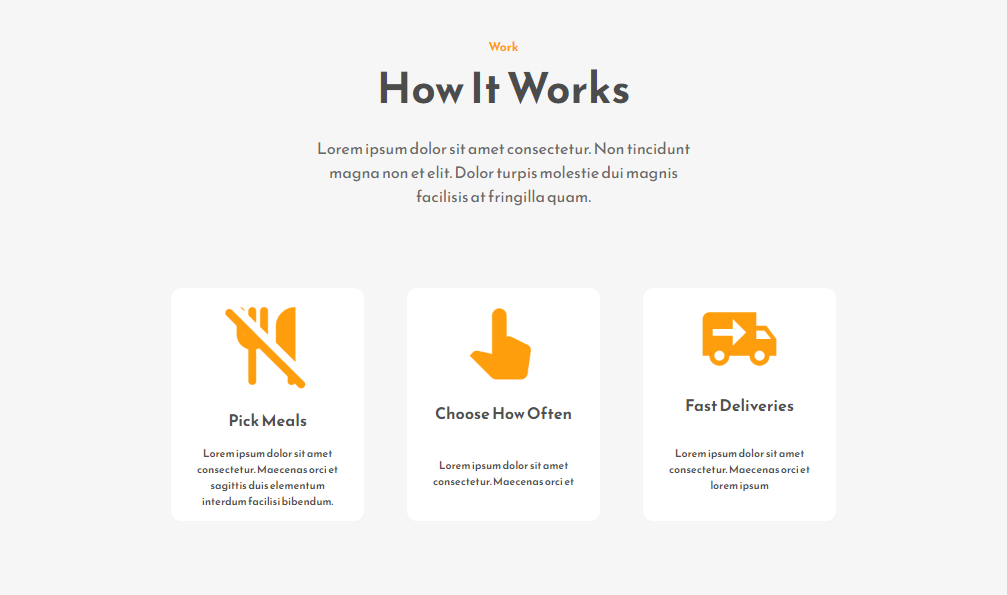 Work
How It Works
Lorem ipsum dolor sit amet consectetur. Non tincidunt
magna non et elit. Dolor turpis molestie dui magnis
facilisis at fringilla quam.
Pick Meals
Lorem ipsum dolor sit amet
consectetur. Maecenas orci et
sagittis duis elementum
interdum facilisi bibendum.
Choose How Often
Lorem ipsum dolor sit amet
consectetur. Maecenas orci et
Fast Deliveries
Lorem ipsum dolor sit amet
consectetur. Maecenas orci et
lorem ipsum